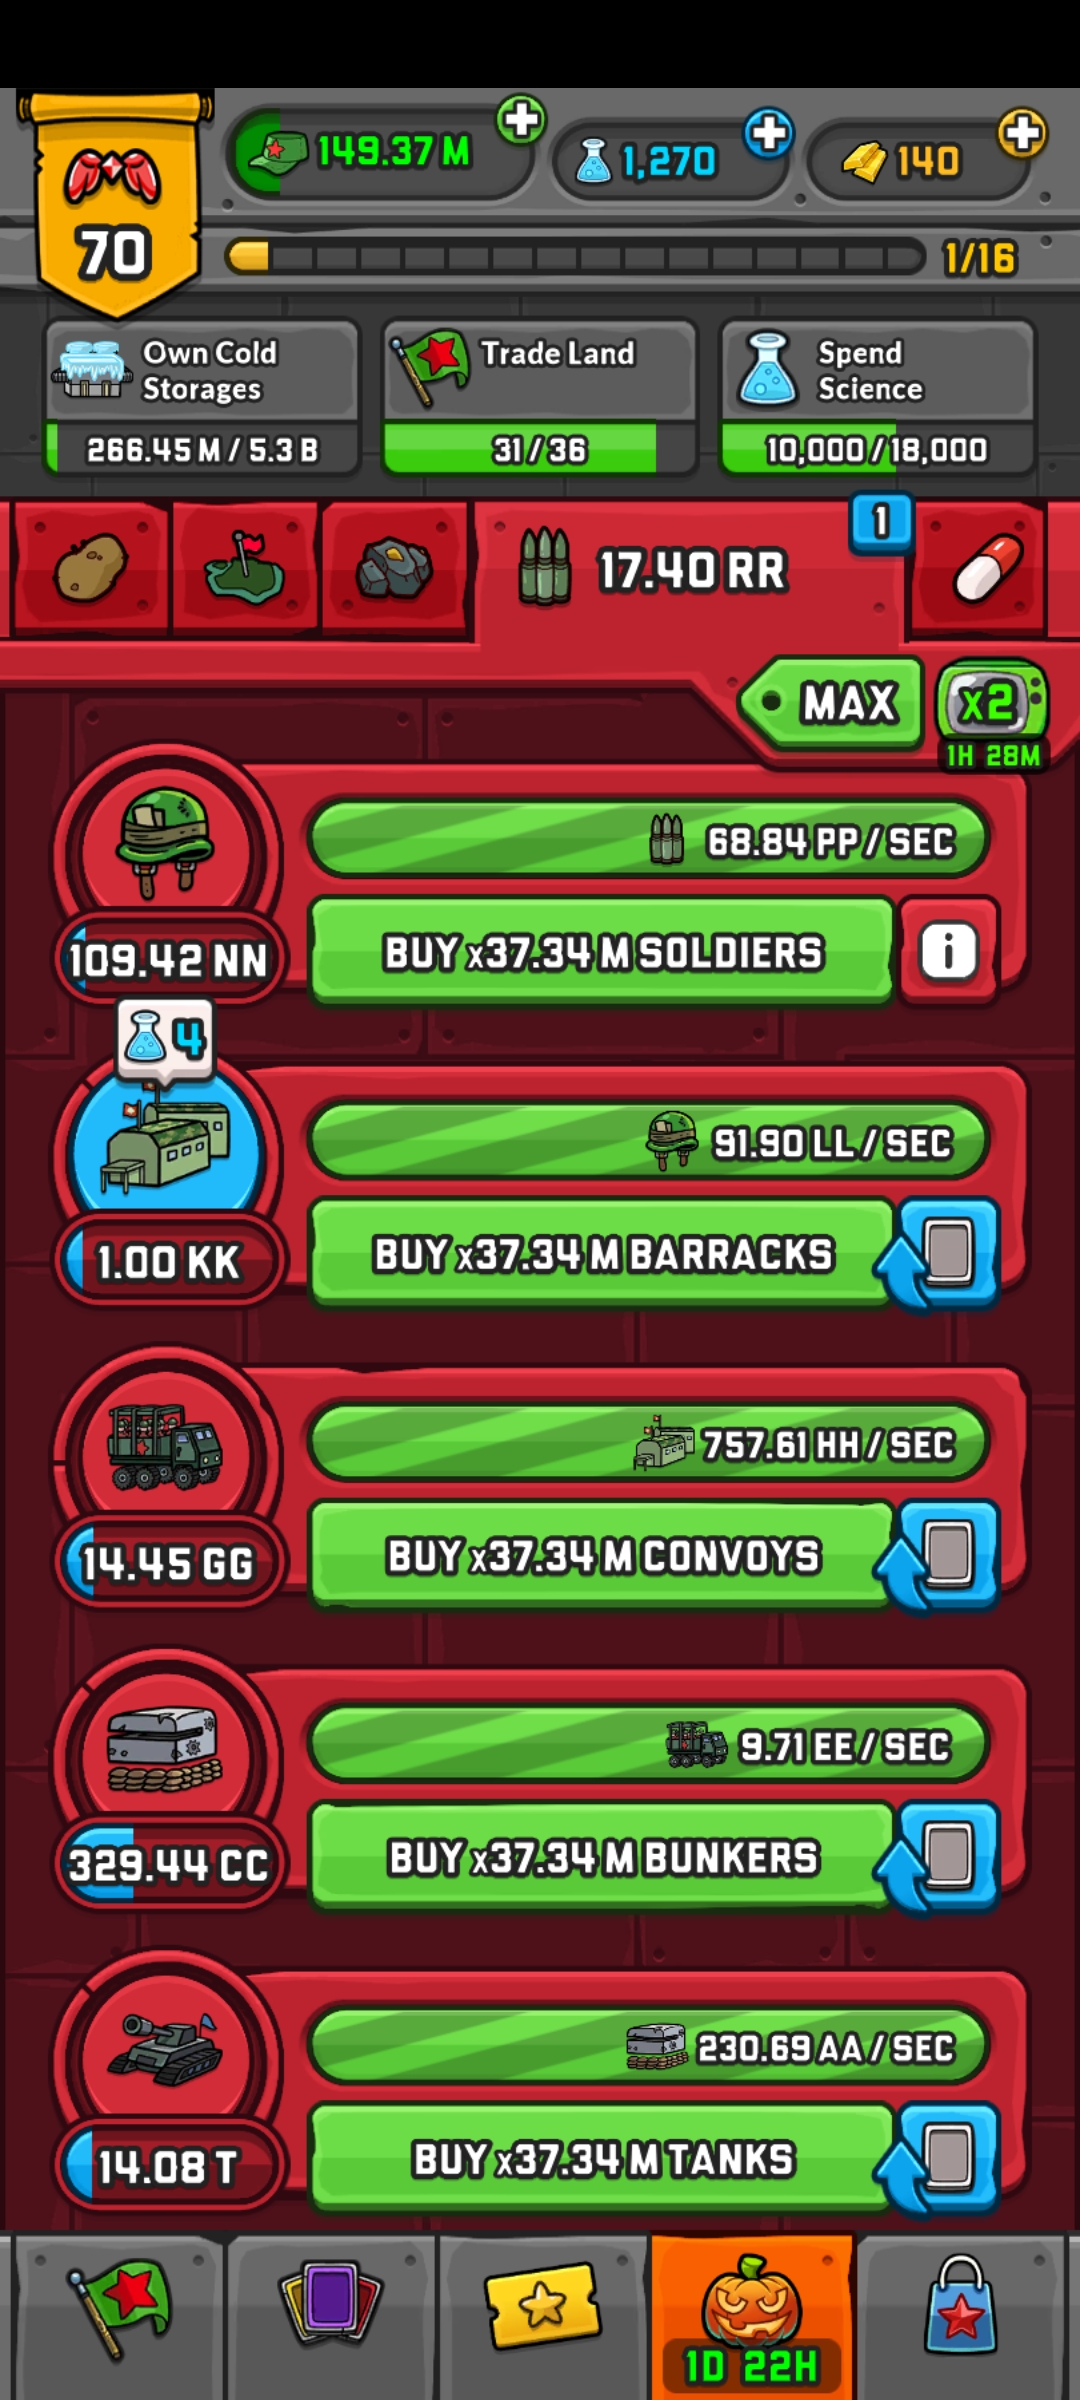 149.37 M
1,270
140
70
1/16
Own Cold
Storages
266.45 M / 5.3 B
Trade Land
31 / 36
Spend
Science
10,000 / 18,000
17.40 RR
1
MAX
x2
1H 28M
68.84 PP / SEC
109.42 NN
BUY x37.34 M SOLDIERS
i
4
91.90 LL / SEC
1.00 KK
BUY x37.34 M BARRACKS
757.61 HH / SEC
14.45 GG
BUY x37.34 M CONVOYS
9.71 EE / SEC
329.44 CC
BUY x37.34 M BUNKERS
230.69 AA / SEC
14.08 T
BUY x37.34 M TANKS
1D 22H